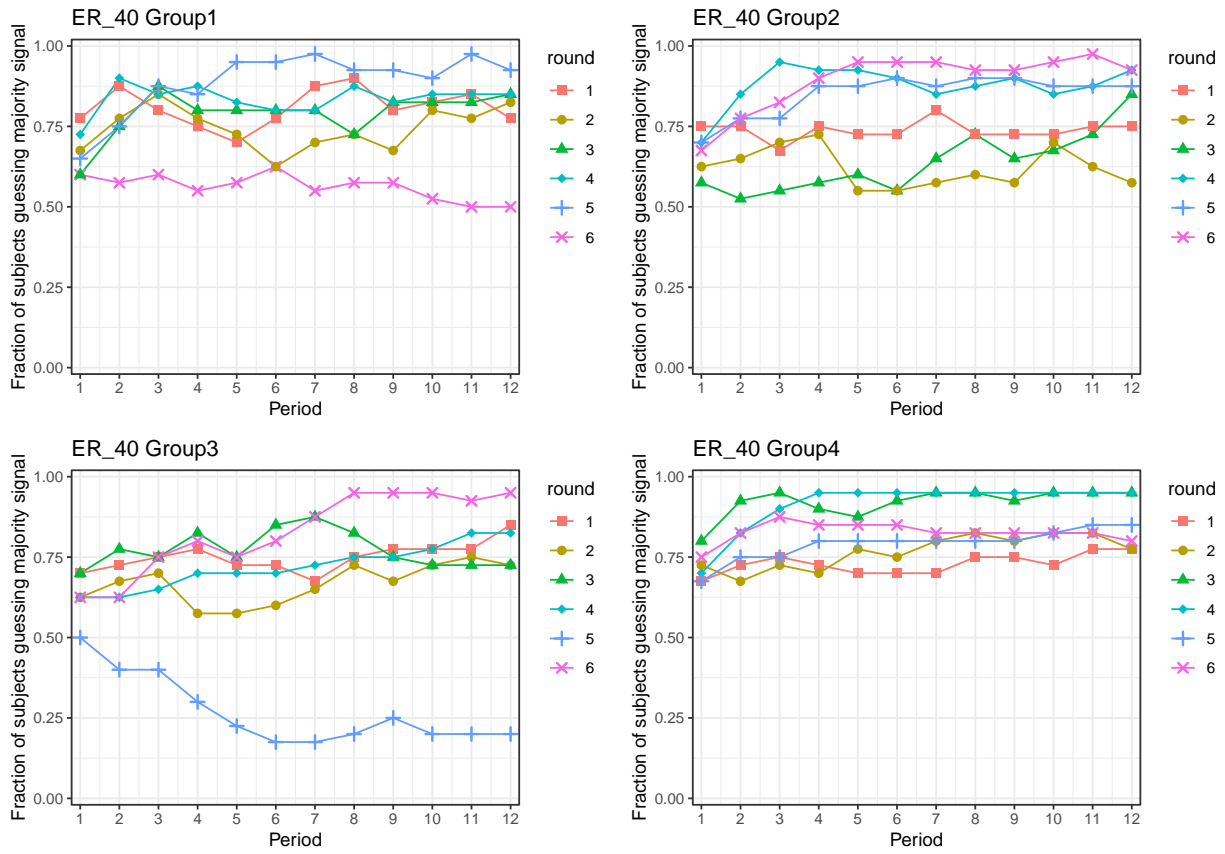 ER_40 Group1
Fraction of subjects guessing majority signal
1.00
0.75
0.50
0.25
0.00
1 2 3 4 5 6 7 8 9 10 11 12
Period
round
1
2
3
4
5
6
ER_40 Group2
Fraction of subjects guessing majority signal
1.00
0.75
0.50
0.25
0.00
1 2 3 4 5 6 7 8 9 10 11 12
Period
round
1
2
3
4
5
6
ER_40 Group3
Fraction of subjects guessing majority signal
1.00
0.75
0.50
0.25
0.00
1 2 3 4 5 6 7 8 9 10 11 12
Period
round
1
2
3
4
5
6
ER_40 Group4
Fraction of subjects guessing majority signal
1.00
0.75
0.50
0.25
0.00
1 2 3 4 5 6 7 8 9 10 11 12
Period
round
1
2
3
4
5
6